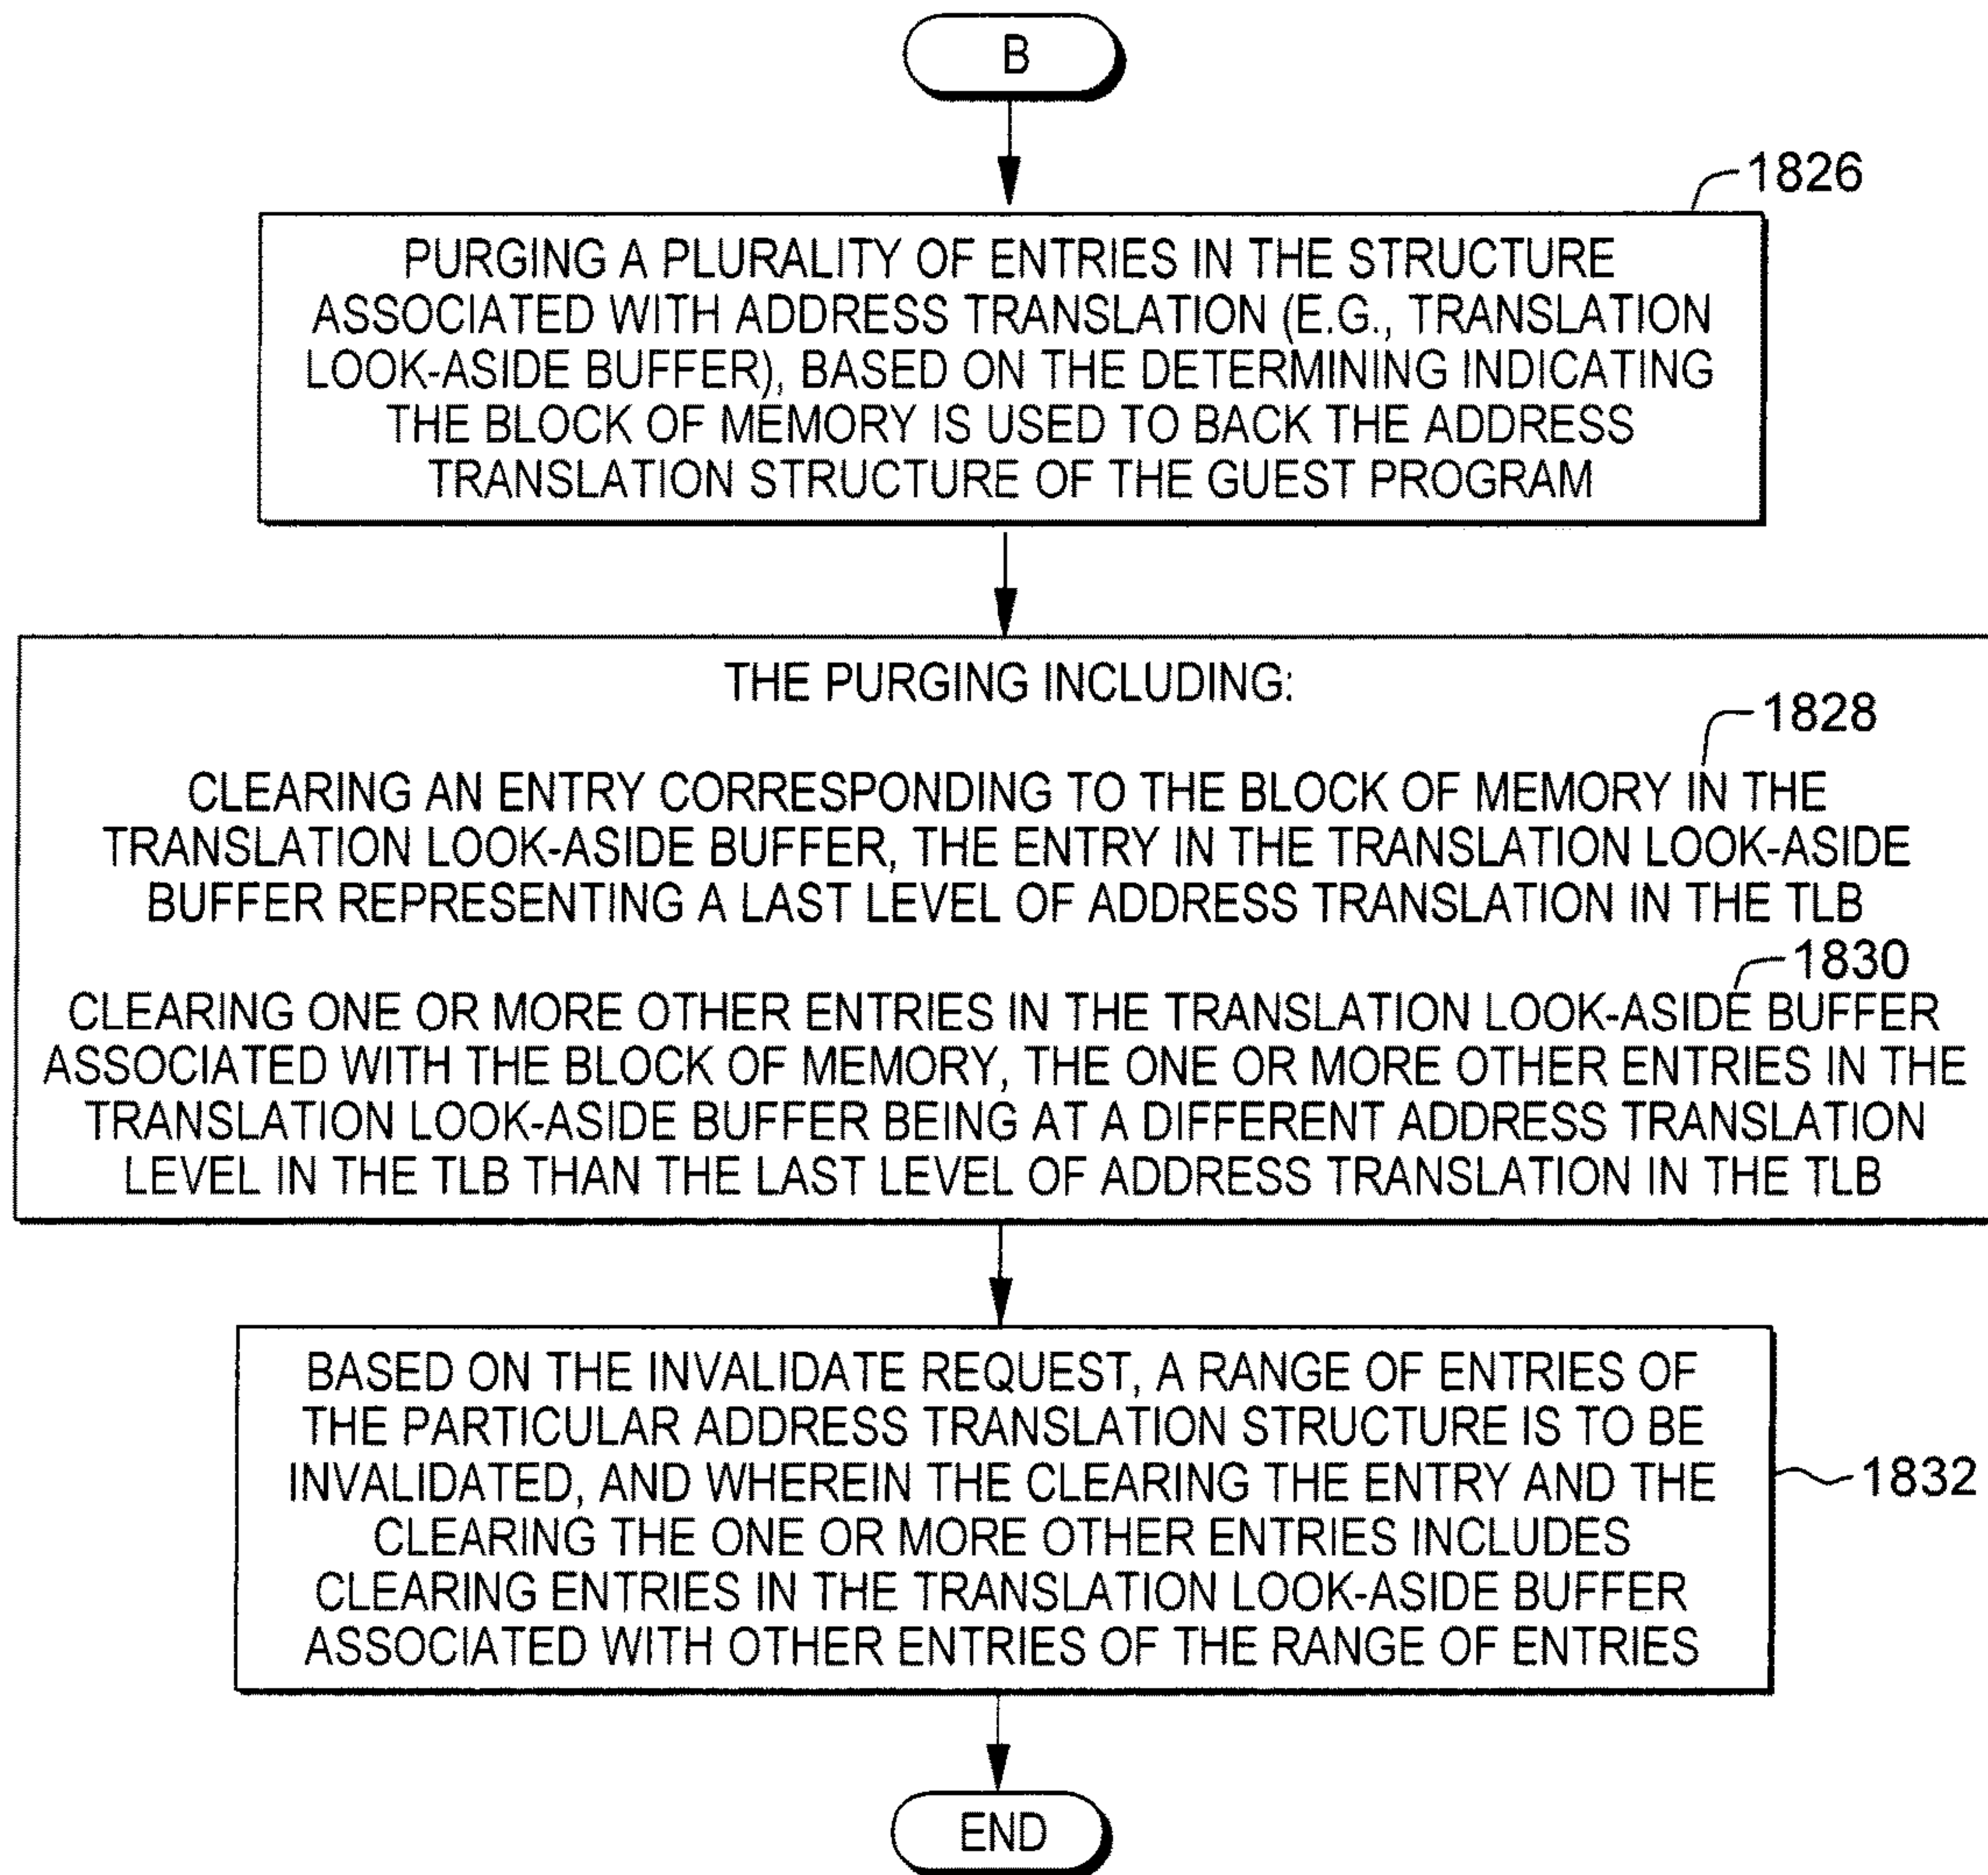 B
1826
PURGING A PLURALITY OF ENTRIES IN THE STRUCTURE
ASSOCIATED WITH ADDRESS TRANSLATION (E.G., TRANSLATION
LOOK-ASIDE BUFFER), BASED ON THE DETERMINING INDICATING
THE BLOCK OF MEMORY IS USED TO BACK THE ADDRESS
TRANSLATION STRUCTURE OF THE GUEST PROGRAM
THE PURGING INCLUDING:
1828
CLEARING AN ENTRY CORRESPONDING TO THE BLOCK OF MEMORY IN THE
TRANSLATION LOOK-ASIDE BUFFER, THE ENTRY IN THE TRANSLATION LOOK-ASIDE
BUFFER REPRESENTING A LAST LEVEL OF ADDRESS TRANSLATION IN THE TLB
1830
CLEARING ONE OR MORE OTHER ENTRIES IN THE TRANSLATION LOOK-ASIDE BUFFER
ASSOCIATED WITH THE BLOCK OF MEMORY, THE ONE OR MORE OTHER ENTRIES IN THE
TRANSLATION LOOK-ASIDE BUFFER BEING AT A DIFFERENT ADDRESS TRANSLATION
LEVEL IN THE TLB THAN THE LAST LEVEL OF ADDRESS TRANSLATION IN THE TLB
BASED ON THE INVALIDATE REQUEST, A RANGE OF ENTRIES OF
THE PARTICULAR ADDRESS TRANSLATION STRUCTURE IS TO BE
INVALIDATED, AND WHEREIN THE CLEARING THE ENTRY AND THE
CLEARING THE ONE OR MORE OTHER ENTRIES INCLUDES
CLEARING ENTRIES IN THE TRANSLATION LOOK-ASIDE BUFFER
ASSOCIATED WITH OTHER ENTRIES OF THE RANGE OF ENTRIES
1832
END